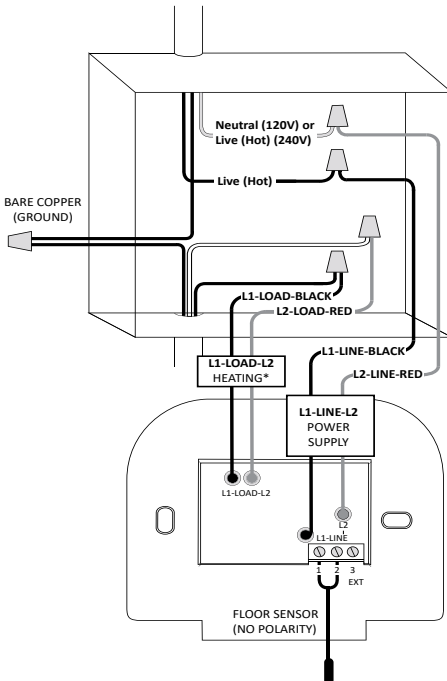 Neutral (120V) or
Live (Hot) (240V)
Live (Hot)
BARE COPPER
(GROUND)
L1-LOAD-BLACK
L2-LOAD-RED
L1-LINE-BLACK
L1-LOAD-L2
HEATING*
L2-LINE-RED
L1-LINE-L2
POWER
SUPPLY
L1-LOAD-L2
L2
L1-LINE
1 2 3
EXT
FLOOR SENSOR
(NO POLARITY)